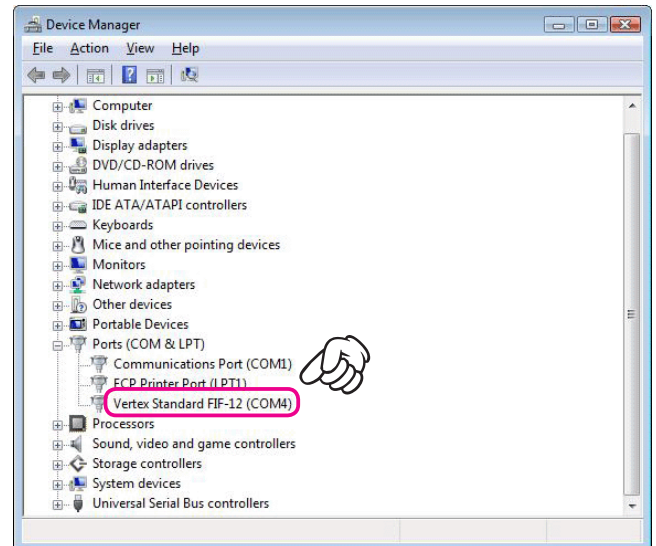 Device Manager
File Action View Help
Computer
Disk drives
Display adapters
DVD/CD-ROM drives
Human Interface Devices
IDE ATA/ATAPI controllers
Keyboards
Mice and other pointing devices
Monitors
Network adapters
Other devices
Portable Devices
Ports (COM & LPT)
Communications Port (COM1)
ECP Printer Port (LPT1)
Vertex Standard FIF-12 (COM4)
Processors
Sound, video and game controllers
Storage controllers
System devices
Universal Serial Bus controllers